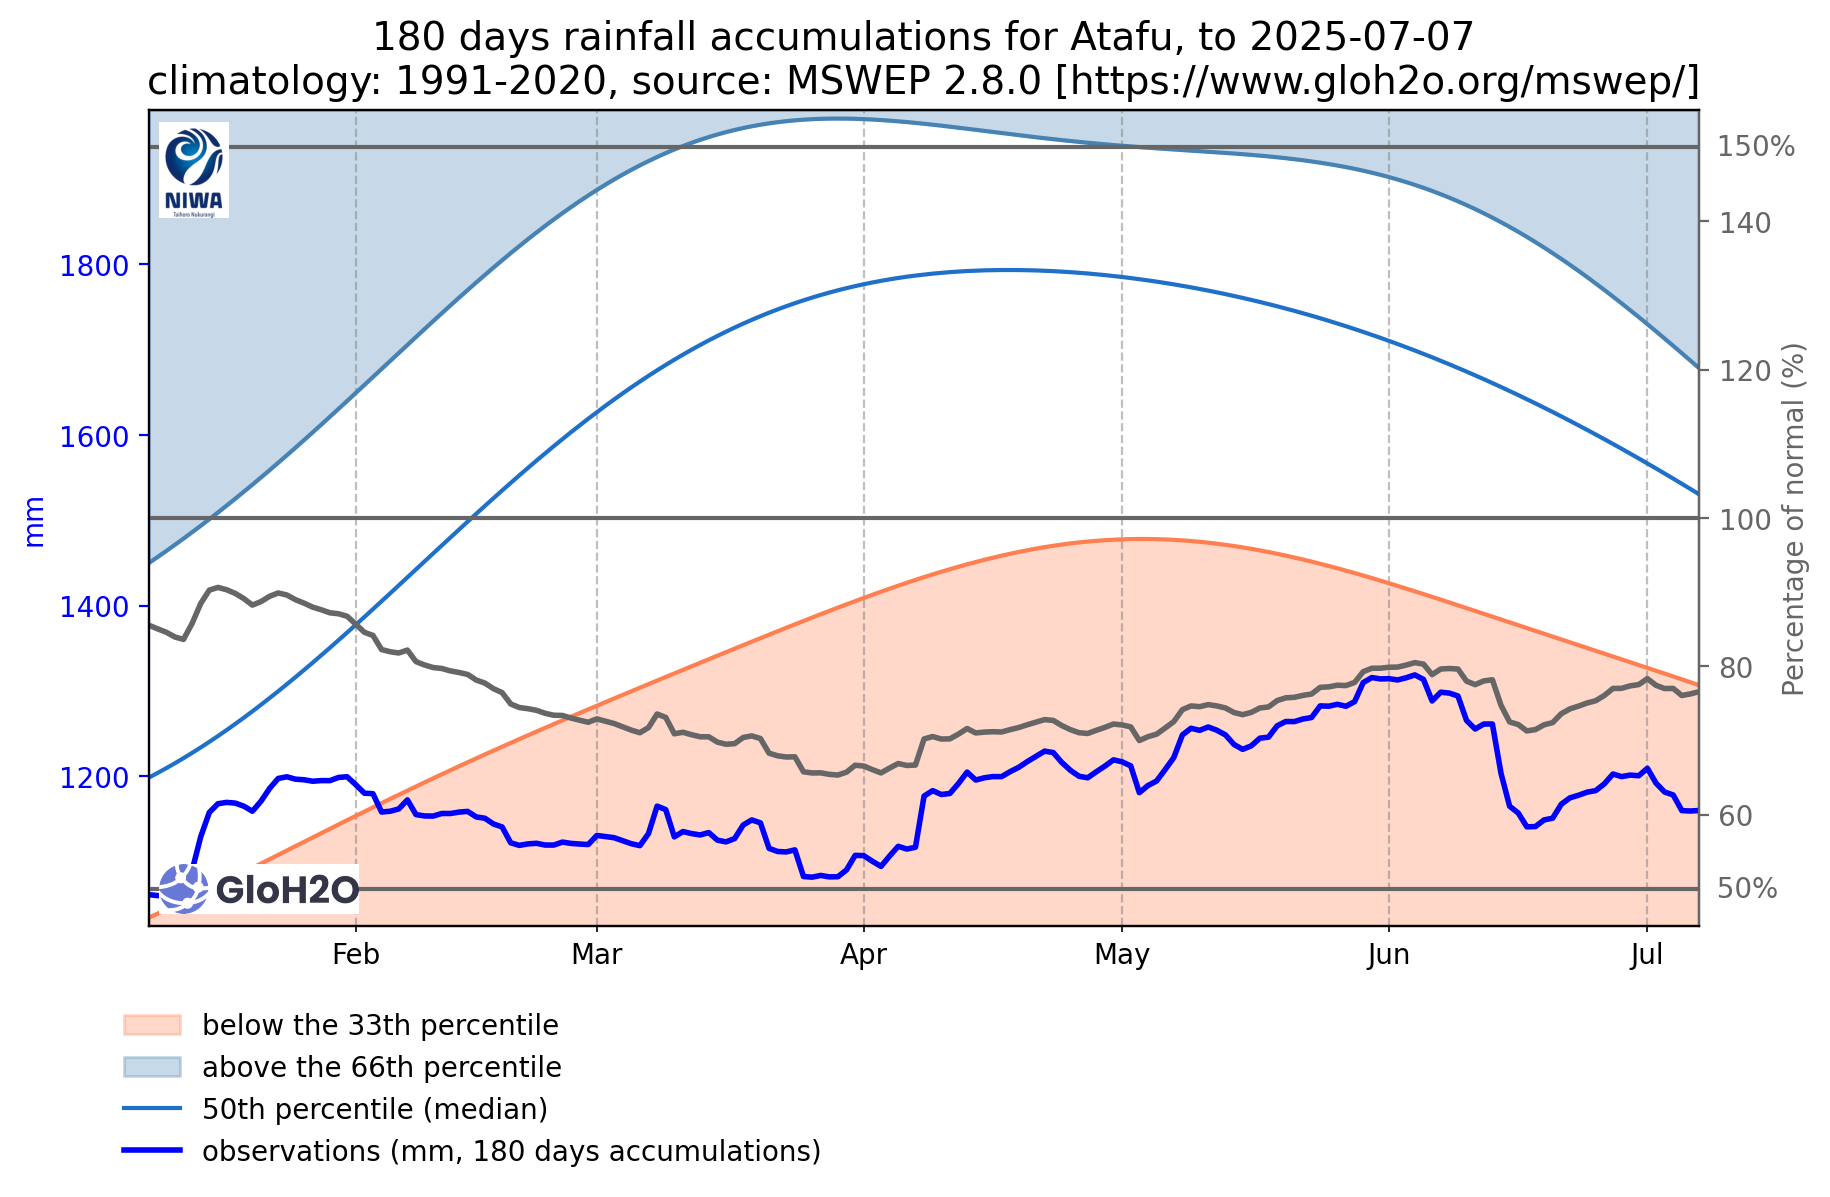 180 days rainfall accumulations for Atafu, to 2025-07-07
climatology: 1991-2020, source: MSWEP 2.8.0 [https://www.gloh2o.org/mswep/]
NIWA
Taihoro Nukurangi
150%
140
1800
120
1600
mm
100
Percentage of normal (%)
1400
80
1200
60
GloH2O
50%
Feb
Mar
Apr
May
Jun
Jul
below the 33th percentile
above the 66th percentile
50th percentile (median)
observations (mm, 180 days accumulations)